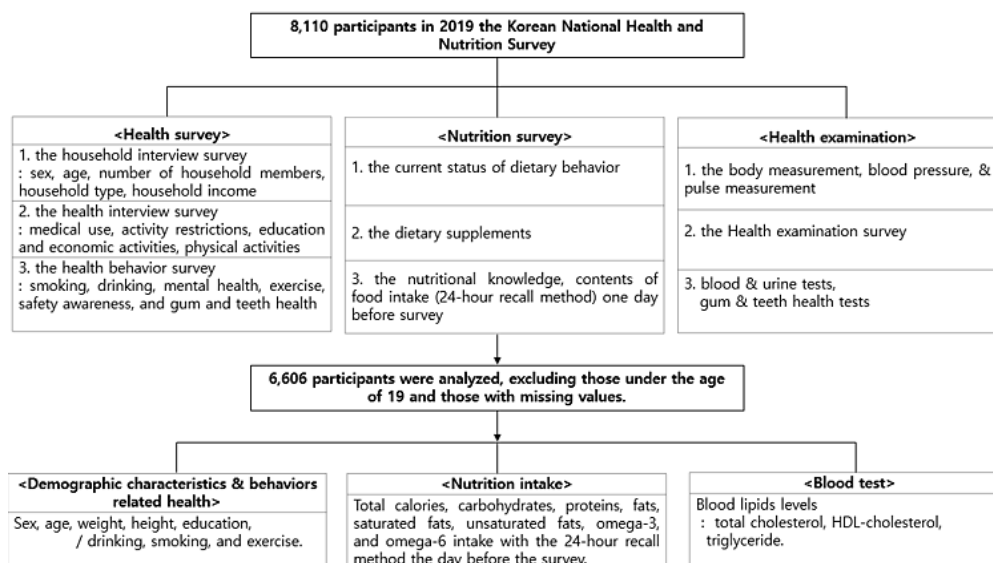 8,110 participants in 2019 the Korean National Health and
Nutrition Survey
<Health survey>
1. the household interview survey
: sex, age, number of household members,
household type, household income
2. the health interview survey
: medical use, activity restrictions, education
and economic activities, physical activities
3. the health behavior survey
: smoking, drinking, mental health, exercise,
safety awareness, and gum and teeth health
<Nutrition survey>
1. the current status of dietary behavior
2. the dietary supplements
3. the nutritional knowledge, contents of
food intake (24-hour recall method) one day
before survey
<Health examination>
1. the body measurement, blood pressure, &
pulse measurement
2. the Health examination survey
3. blood & urine tests,
gum & teeth health tests
6,606 participants were analyzed, excluding those under the age
of 19 and those with missing values.
<Demographic characteristics & behaviors
related health>
Sex, age, weight, height, education,
/ drinking, smoking, and exercise.
<Nutrition intake>
Total calories, carbohydrates, proteins, fats,
saturated fats, unsaturated fats, omega-3,
and omega-6 intake with the 24-hour recall
method the day before the survey.
<Blood test>
Blood lipids levels
: total cholesterol, HDL-cholesterol,
triglyceride.